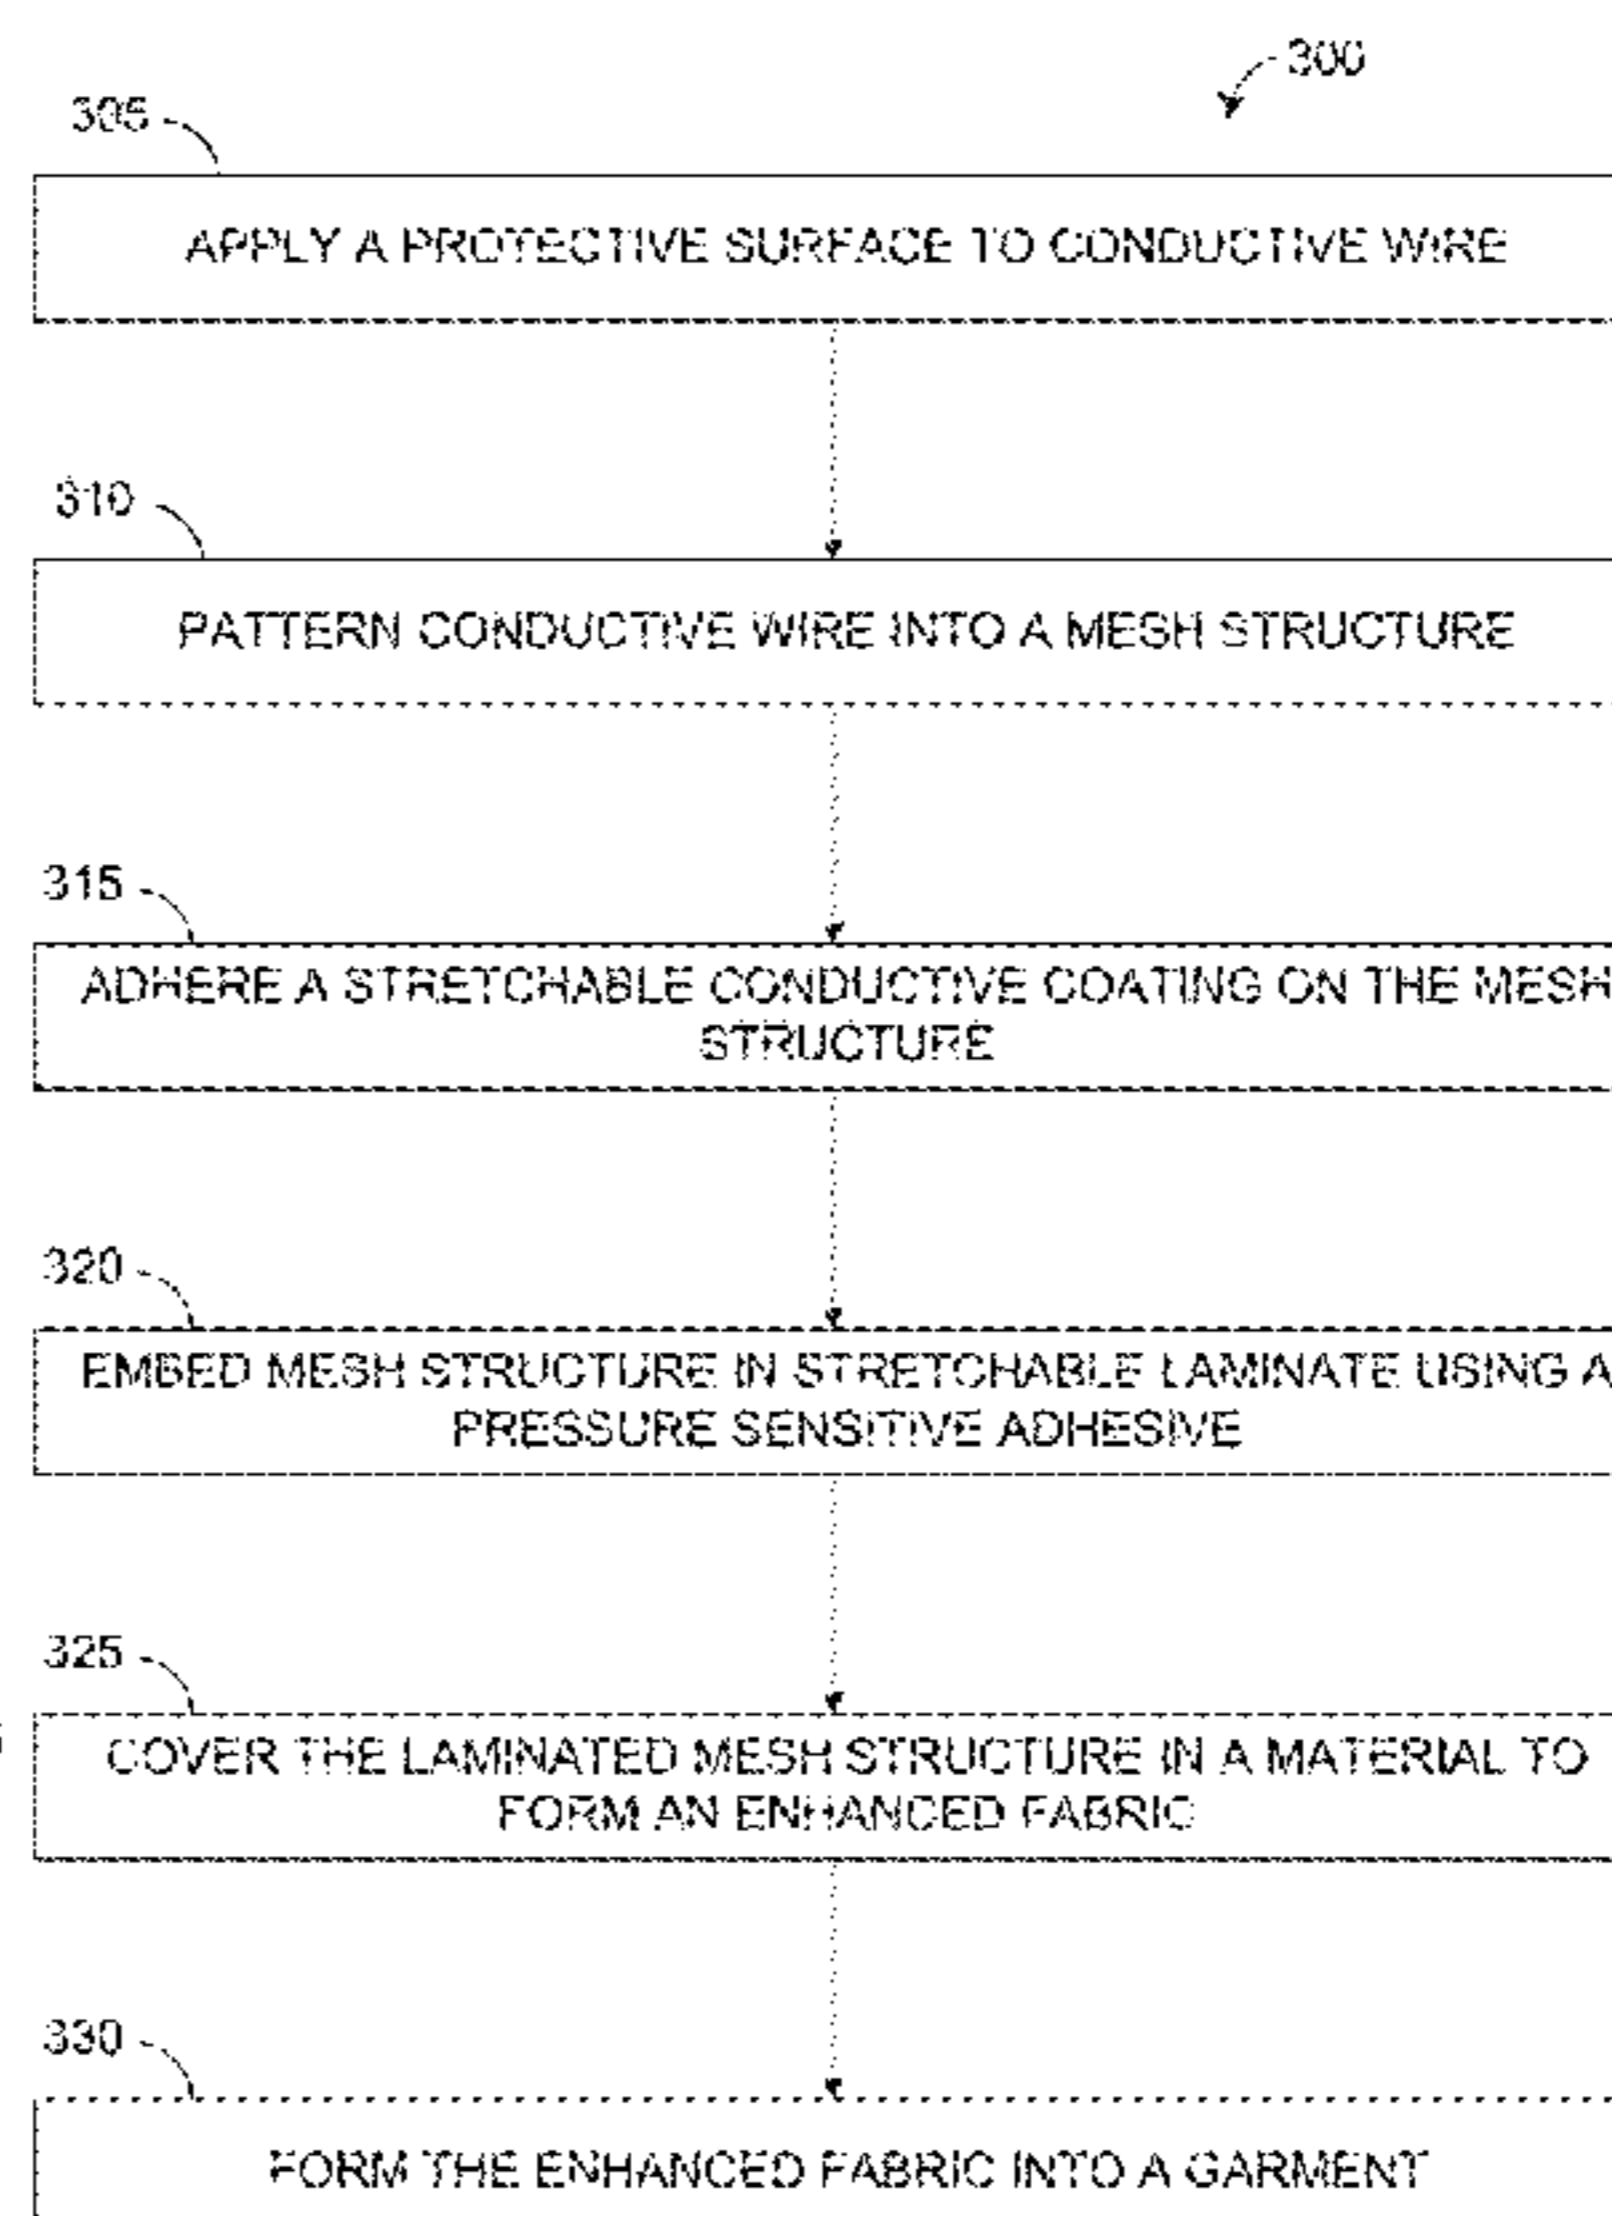 300
305
APPLY A PROTECTIVE SURFACE TO CONDUCTIVE WIRE
310
PATTERN CONDUCTIVE WIRE INTO A MESH STRUCTURE
315
ADHERE A STRETCHABLE CONDUCTIVE COATING ON THE MESH
STRUCTURE
320
EMBED MESH STRUCTURE IN STRETCHABLE LAMINATE USING A
PRESSURE SENSITIVE ADHESIVE
325
COVER THE LAMINATED MESH STRUCTURE IN A MATERIAL TO
FORM AN ENHANCED FABRIC
330
FORM THE ENHANCED FABRIC INTO A GARMENT